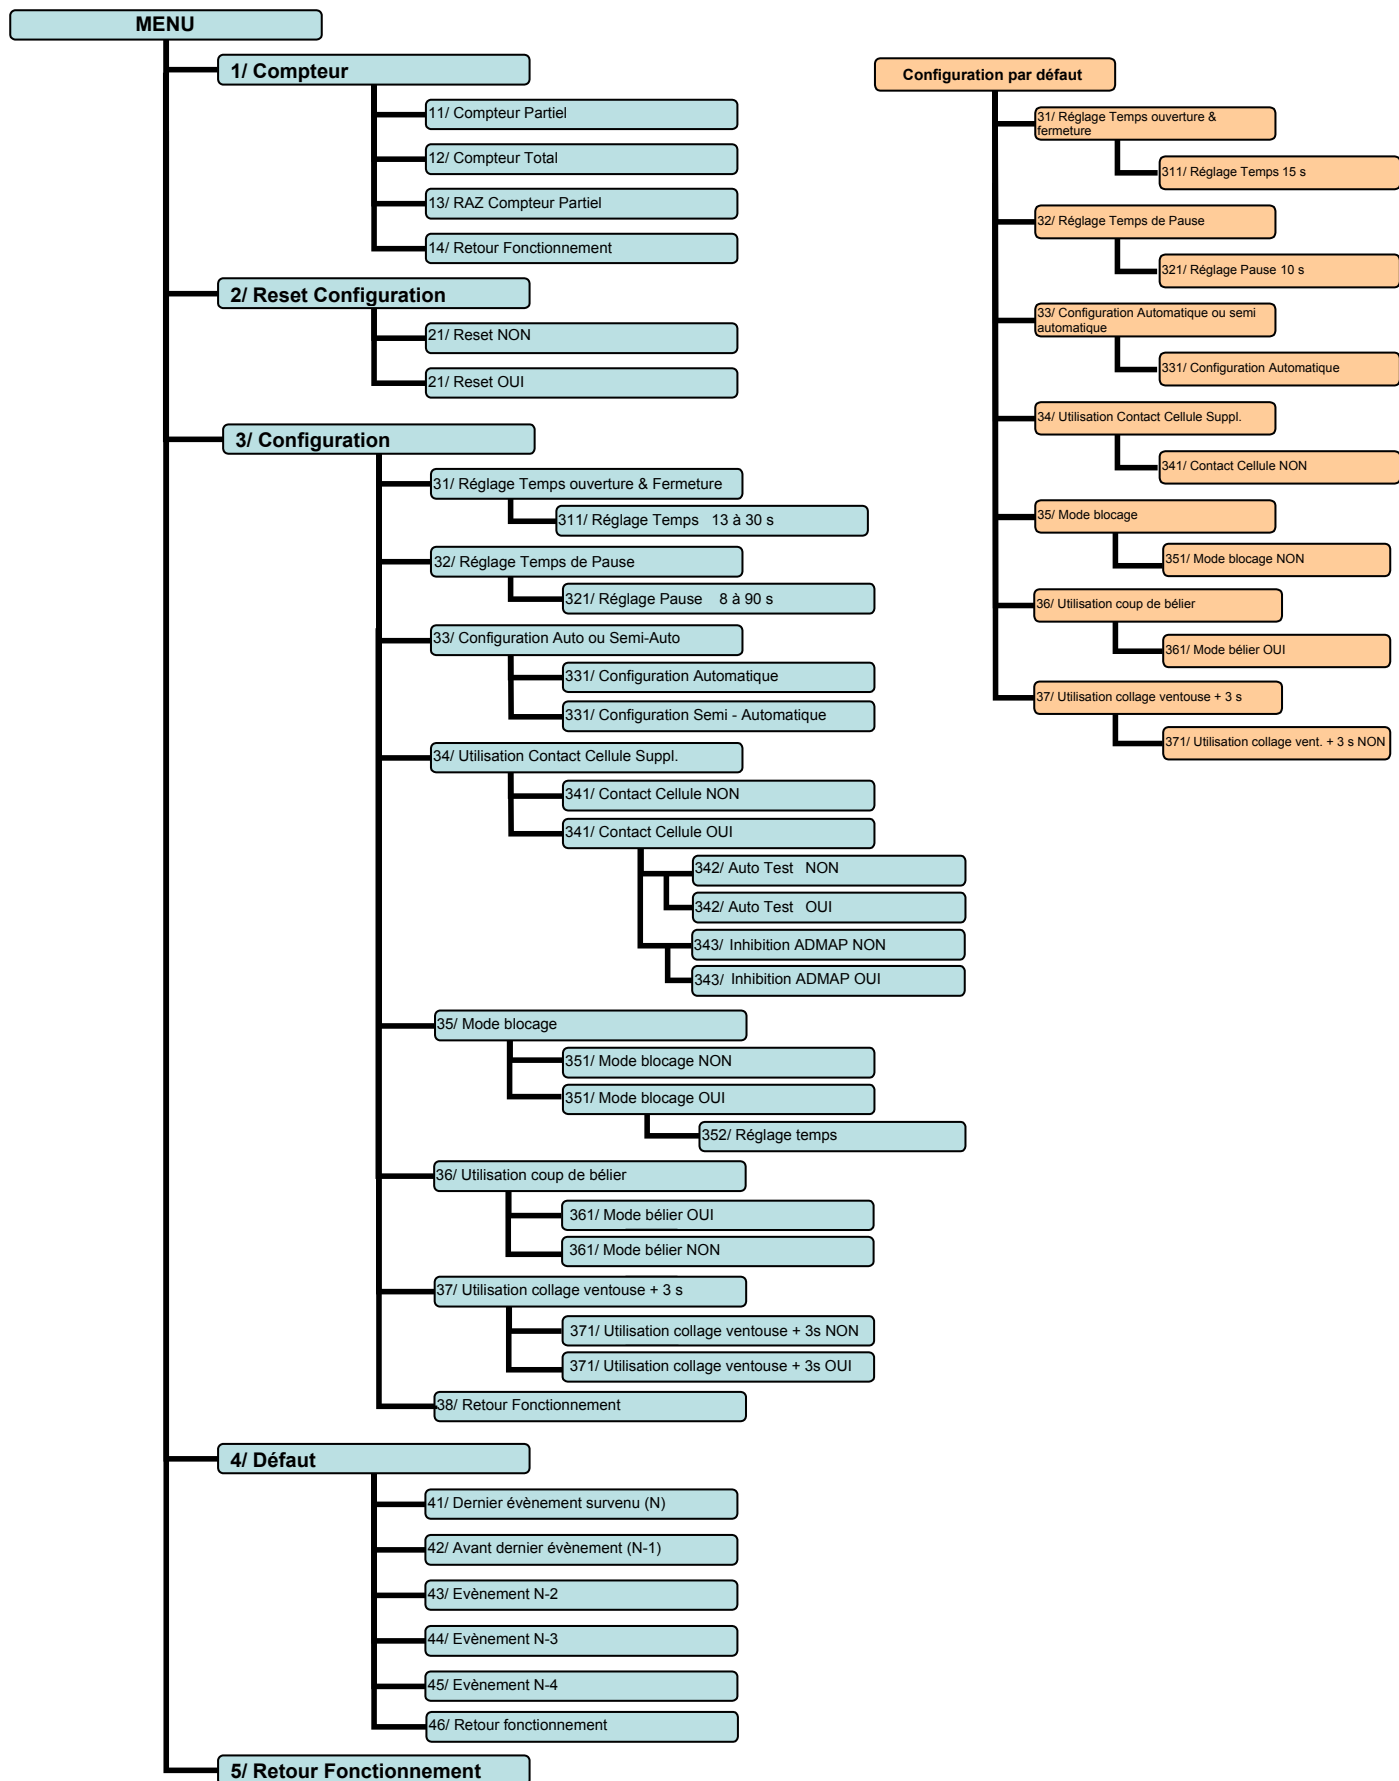 MENU
1/ Compteur
11/ Compteur Partiel
12/ Compteur Total
13/ RAZ Compteur Partiel
14/ Retour Fonctionnement
2/ Reset Configuration
21/ Reset NON
21/ Reset OUI
3/ Configuration
31/ Réglage Temps ouverture & Fermeture
311/ Réglage Temps 13 à 30 s
32/ Réglage Temps de Pause
321/ Réglage Pause 8 à 90 s
33/ Configuration Auto ou Semi-Auto
331/ Configuration Automatique
331/ Configuration Semi - Automatique
34/ Utilisation Contact Cellule Suppl.
341/ Contact Cellule NON
341/ Contact Cellule OUI
342/ Auto Test NON
342/ Auto Test OUI
343/ Inhibition ADMAP NON
343/ Inhibition ADMAP OUI
35/ Mode blocage
351/ Mode blocage NON
351/ Mode blocage OUI
352/ Réglage temps
36/ Utilisation coup de bélier
361/ Mode bélier OUI
361/ Mode bélier NON
37/ Utilisation collage ventouse + 3 s
371/ Utilisation collage ventouse + 3s NON
371/ Utilisation collage ventouse + 3s OUI
38/ Retour Fonctionnement
4/ Défaut
41/ Dernier évènement survenu (N)
42/ Avant dernier évènement (N-1)
43/ Evènement N-2
44/ Evènement N-3
45/ Evènement N-4
46/ Retour fonctionnement
5/ Retour Fonctionnement
Configuration par défaut
31/ Réglage Temps ouverture &
fermeture
311/ Réglage Temps 15 s
32/ Réglage Temps de Pause
321/ Réglage Pause 10 s
33/ Configuration Automatique ou semi
automatique
331/ Configuration Automatique
34/ Utilisation Contact Cellule Suppl.
341/ Contact Cellule NON
35/ Mode blocage
351/ Mode blocage NON
36/ Utilisation coup de bélier
361/ Mode bélier OUI
37/ Utilisation collage ventouse + 3 s
371/ Utilisation collage vent. + 3 s NON